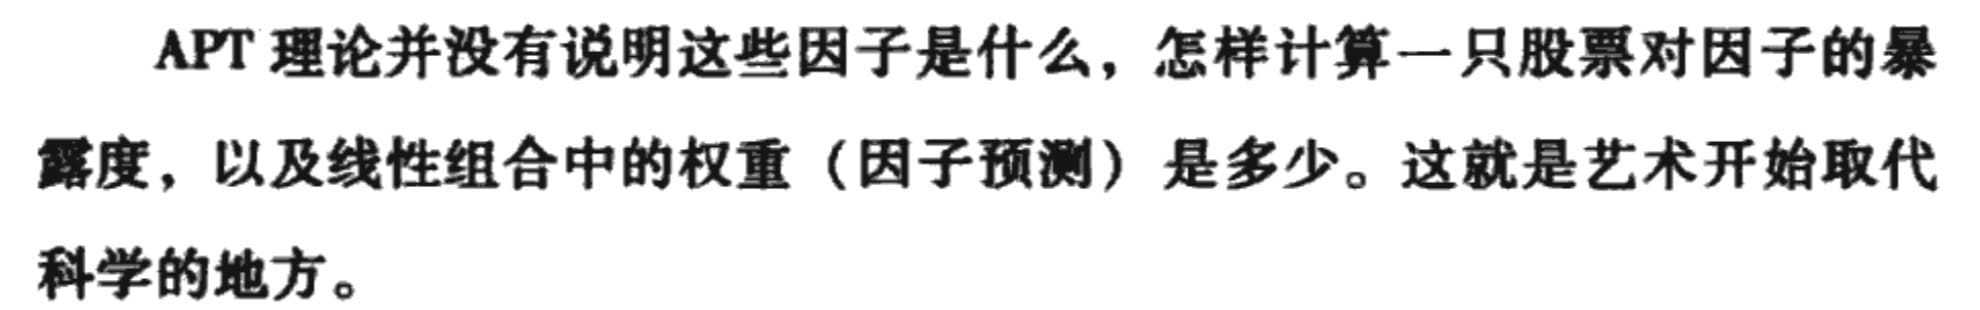 APT 理论并没有说明这些因子是什么，怎样计算一只股票对因子的暴
露度，以及线性组合中的权重（因子预测）是多少。这就是艺术开始取代
科学的地方。